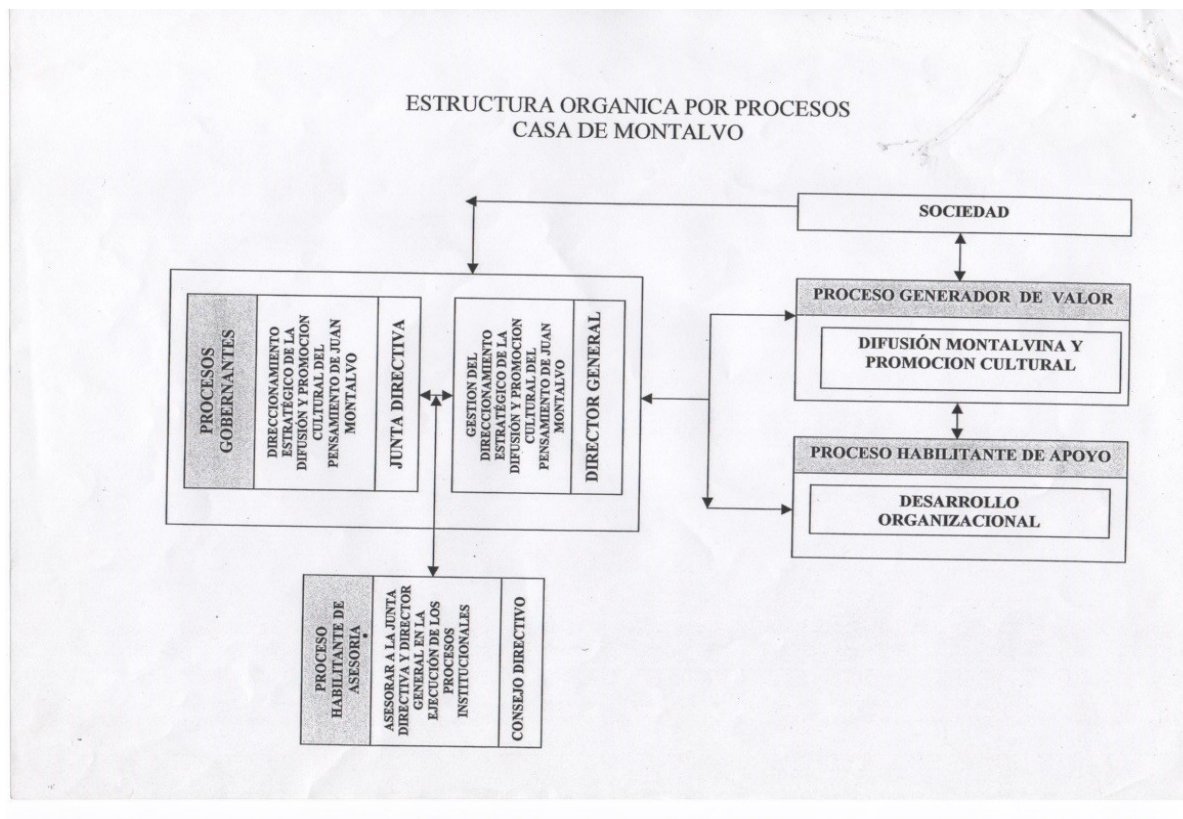 ESTRUCTURA ORGANICA POR PROCESOS
CASA DE MONTALVO
SOCIEDAD
PROCESOS
GOBERNANTES
DIRECCIONAMIENTO
ESTRATÉGICO DE LA
DIFUSIÓN Y PROMOCION
CULTURAL DEL
PENSAMIENTO DE JUAN
MONTALVO
JUNTA DIRECTIVA
GESTION DEL
DIRECCIONAMIENTO
ESTRATÉGICO DE LA
DIFUSIÓN Y PROMOCION
CULTURAL DEL
PENSAMIENTO DE JUAN
MONTALVO
DIRECTOR GENERAL
PROCESO GENERADOR DE VALOR
DIFUSIÓN MONTALVINA Y
PROMOCION CULTURAL
PROCESO HABILITANTE DE APOYO
DESARROLLO
ORGANIZACIONAL
PROCESO
HABILITANTE DE
ASESORIA
ASESORAR A LA JUNTA
DIRECTIVA Y DIRECTOR
GENERAL EN LA
EJECUCIÓN DE LOS
PROCESOS
INSTITUCIONALES
CONSEJO DIRECTIVO